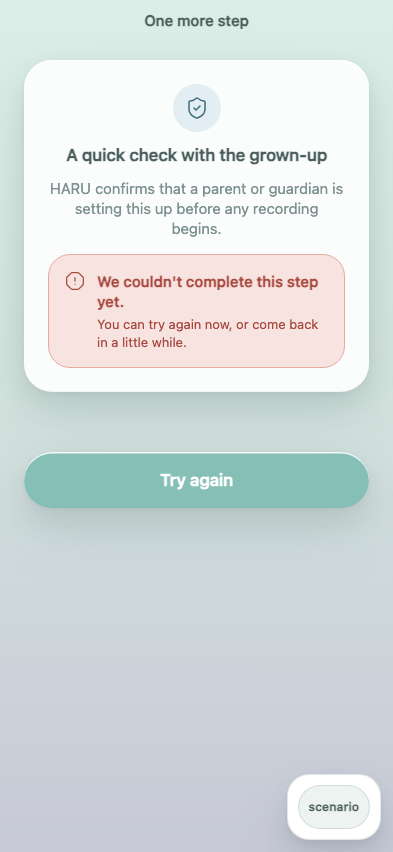 One more step
A quick check with the grown-up
HARU confirms that a parent or guardian is
setting this up before any recording
begins.
We couldn't complete this step
yet.
You can try again now, or come back
in a little while.
Try again
scenario